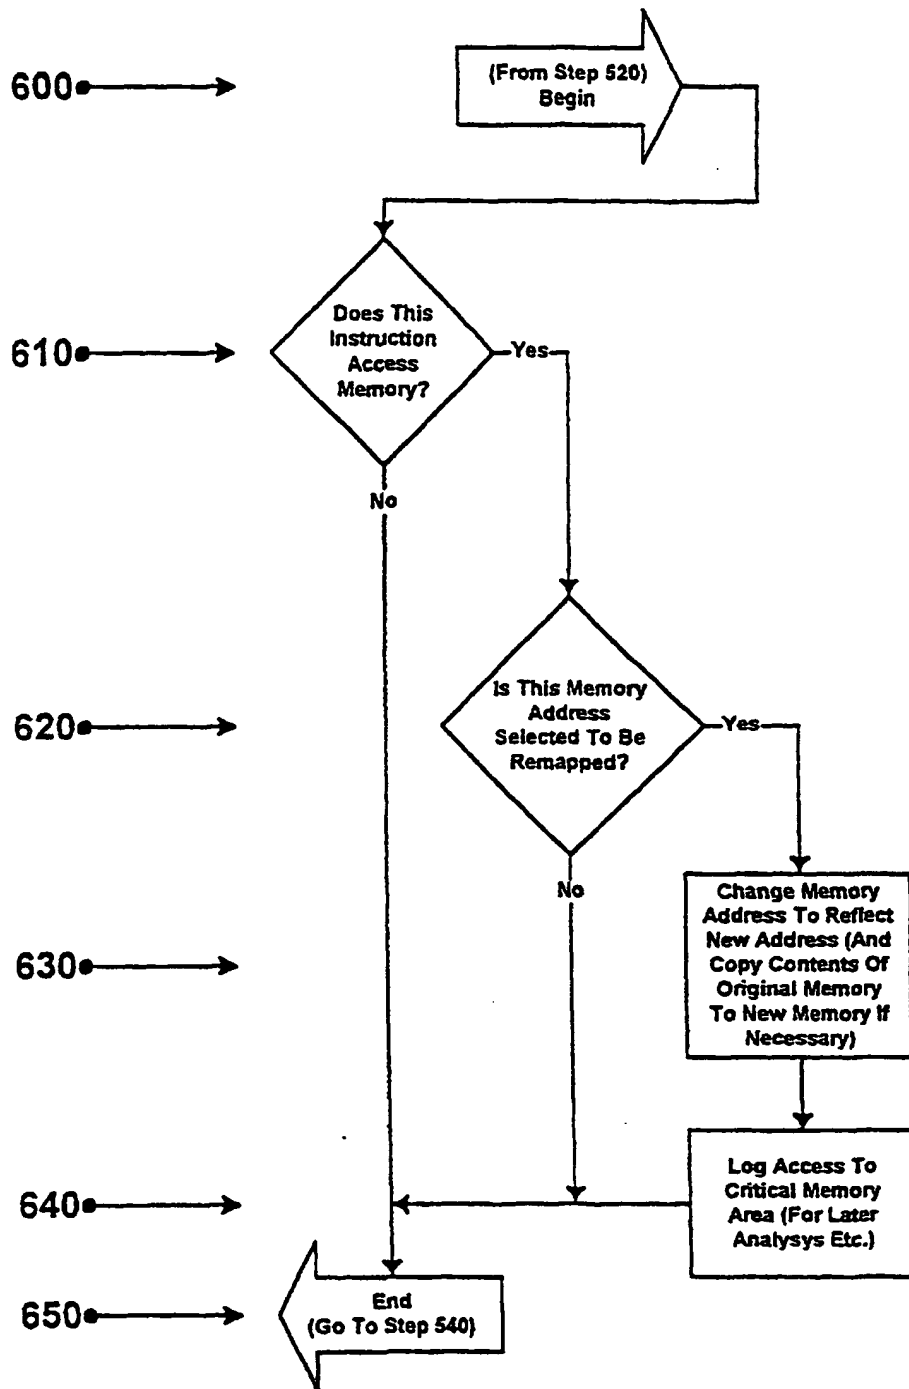 600
(From Step 520)
Begin
610
Does This
Instruction
Access
Memory?
Yes
No
620
Is This Memory
Address
Selected To Be
Remapped?
Yes
No
630
Change Memory
Address To Reflect
New Address (And
Copy Contents Of
Original Memory
To New Memory If
Necessary)
640
Log Access To
Critical Memory
Area (For Later
Analysys Etc.)
650
End
(Go To Step 540)